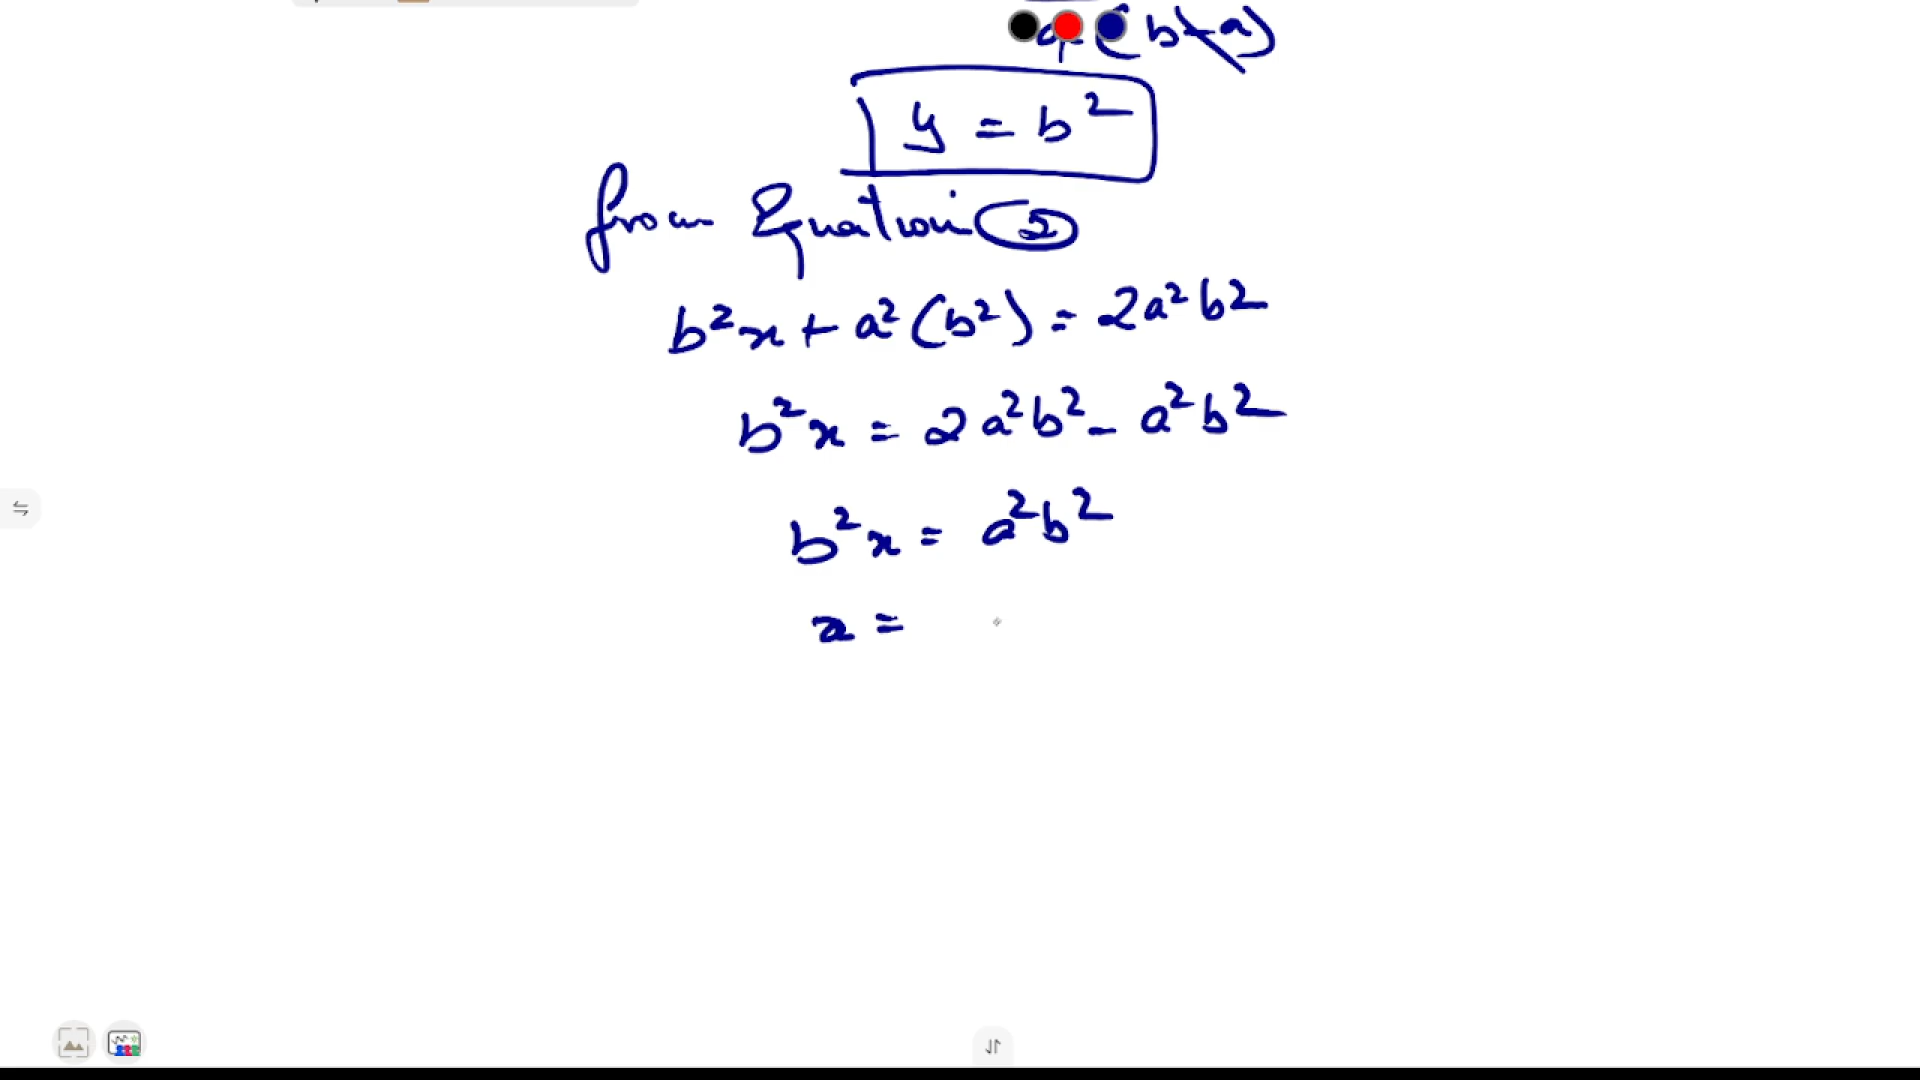 (b-a)
y = b²
from Equation ②
b²x + a²(b²) = 2a²b²
b²x = 2a²b² - a²b²
b²x = a²b²
x =